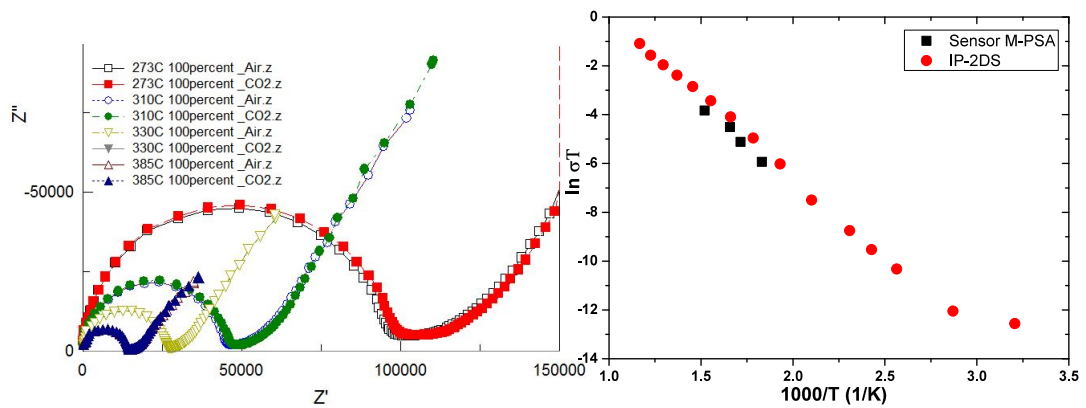 273C 100percent _Air.z
273C 100percent _CO2.z
310C 100percent _Air.z
310C 100percent _CO2.z
330C 100percent _Air.z
330C 100percent _CO2.z
385C 100percent _Air.z
385C 100percent _CO2.z
Z''
-50000
0
0
50000
100000
150000
Z'
Sensor M-PSA
IP-2DS
ln σT
0
-2
-4
-6
-8
-10
-12
-14
1.0
1.5
2.0
2.5
3.0
3.5
1000/T (1/K)